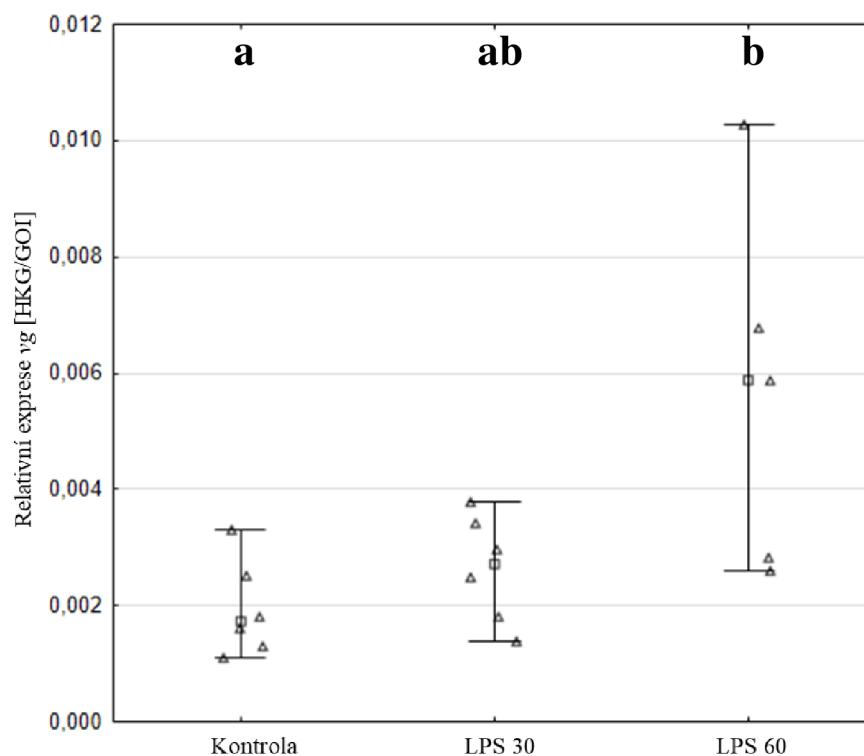 0,012
a ab b
0,010
0,008
0,006
0,004
0,002
0,000
Relativní exprese vg [HKG/GOI]
Kontrola LPS 30 LPS 60